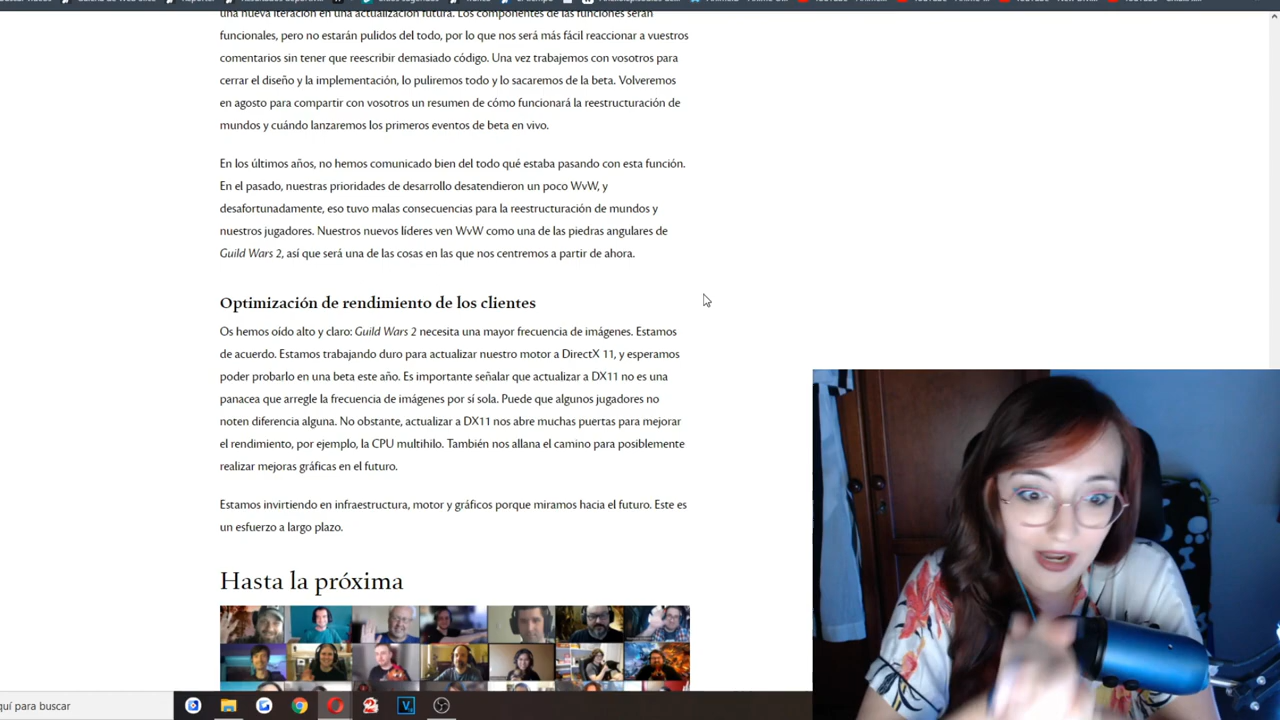 una nueva iteración en una actualización futura. Los componentes de las funciones serán
funcionales, pero no estarán pulidos del todo, por lo que nos será más fácil reaccionar a vuestros
comentarios sin tener que reescribir demasiado código. Una vez trabajemos con vosotros para
cerrar el diseño y la implementación, lo puliremos todo y lo sacaremos de la beta. Volveremos
en agosto para compartir con vosotros un resumen de cómo funcionará la reestructuración de
mundos y cuándo lanzaremos los primeros eventos de beta en vivo.
En los últimos años, no hemos comunicado bien del todo qué estaba pasando con esta función.
En el pasado, nuestras prioridades de desarrollo desatendieron un poco WvW, y
desafortunadamente, eso tuvo malas consecuencias para la reestructuración de mundos y
nuestros jugadores. Nuestros nuevos líderes ven WvW como una de las piedras angulares de
Guild Wars 2, así que será una de las cosas en las que nos centremos a partir de ahora.
Optimización de rendimiento de los clientes
Os hemos oído alto y claro: Guild Wars 2 necesita una mayor frecuencia de imágenes. Estamos
de acuerdo. Estamos trabajando duro para actualizar nuestro motor a DirectX 11, y esperamos
poder probarlo en una beta este año. Es importante señalar que actualizar a DX11 no es una
panacea que arregle la frecuencia de imágenes por sí sola. Puede que algunos jugadores no
noten diferencia alguna. No obstante, actualizar a DX11 nos abre muchas puertas para mejorar
el rendimiento, por ejemplo, la CPU multihilo. También nos allana el camino para posiblemente
realizar mejoras gráficas en el futuro.
Estamos invirtiendo en infraestructura, motor y gráficos porque miramos hacia el futuro. Este es
un esfuerzo a largo plazo.
Hasta la próxima
quí para buscar